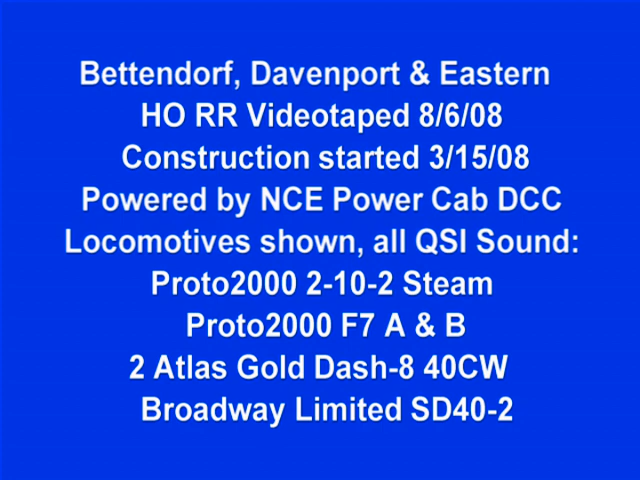 Bettendorf, Davenport & Eastern
HO RR Videotaped 8/6/08
Construction started 3/15/08
Powered by NCE Power Cab DCC
Locomotives shown, all QSI Sound:
Proto2000 2-10-2 Steam
Proto2000 F7 A & B
2 Atlas Gold Dash-8 40CW
Broadway Limited SD40-2